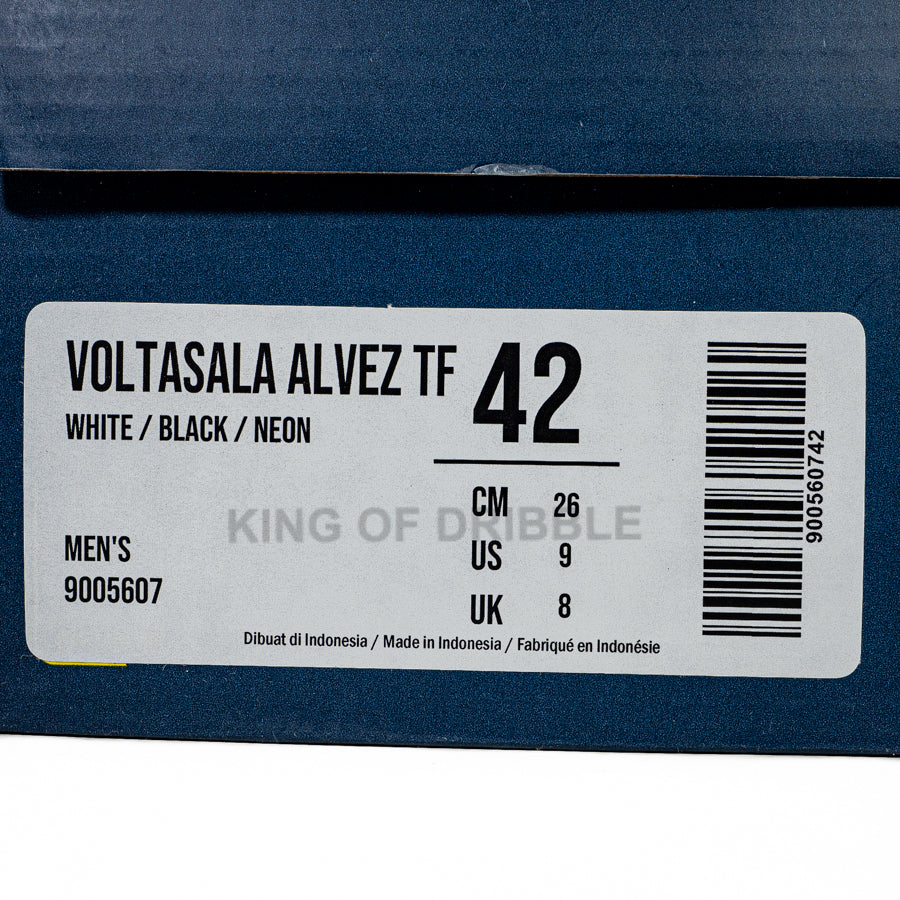 VOLTASALA ALVEZ TF
WHITE / BLACK / NEON
42
CM 26
KING OF DRIBBLE
US 9
UK 8
MEN'S
9005607
Dibuat di Indonesia / Made in Indonesia / Fabriqué en Indonésie
900560742